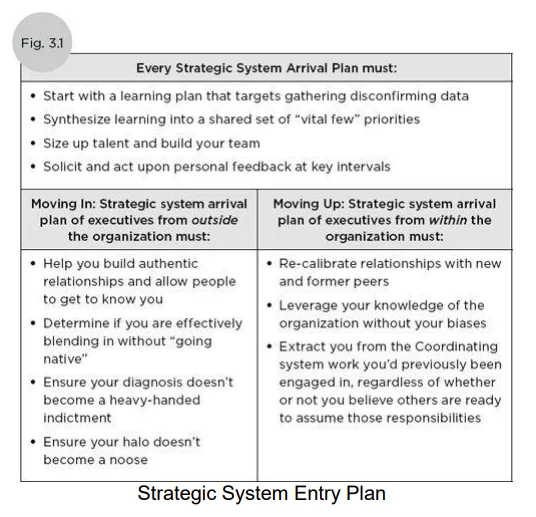 Fig. 3.1
Every Strategic System Arrival Plan must:
• Start with a learning plan that targets gathering disconfirming data
• Synthesize learning into a shared set of “vital few” priorities
• Size up talent and build your team
• Solicit and act upon personal feedback at key intervals
Moving In: Strategic system arrival
plan of executives from outside
the organization must:
• Help you build authentic
relationships and allow people
to get to know you
• Determine if you are effectively
blending in without “going
native”
• Ensure your diagnosis doesn’t
become a heavy-handed
indictment
• Ensure your halo doesn’t
become a noose
Moving Up: Strategic system arrival
plan of executives from within the
organization must:
• Re-calibrate relationships with new
and former peers
• Leverage your knowledge of the
organization without your biases
• Extract you from the Coordinating
system work you’d previously been
engaged in, regardless of whether
or not you believe others are ready
to assume those responsibilities
Strategic System Entry Plan